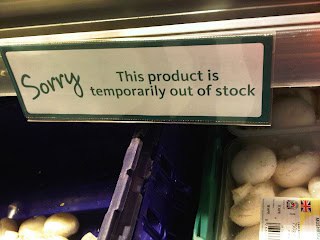 Sorry
This product is
temporarily out of stock